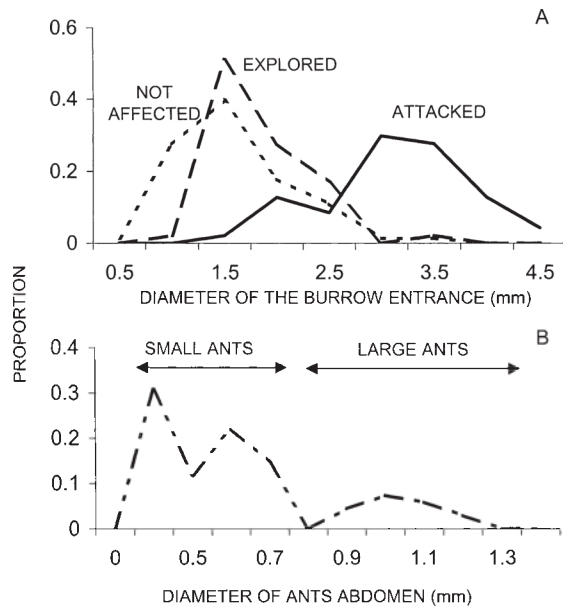 A
0.6
EXPLORED
NOT
AFFECTED
ATTACKED
0.4
0.2
0
0.5 1.5 2.5 3.5 4.5
DIAMETER OF THE BURROW ENTRANCE (mm)
PROPORTION
B
0.4
SMALL ANTS
LARGE ANTS
0.3
0.2
0.1
0
0 0.5 0.7 0.9 1.1 1.3
DIAMETER OF ANTS ABDOMEN (mm)